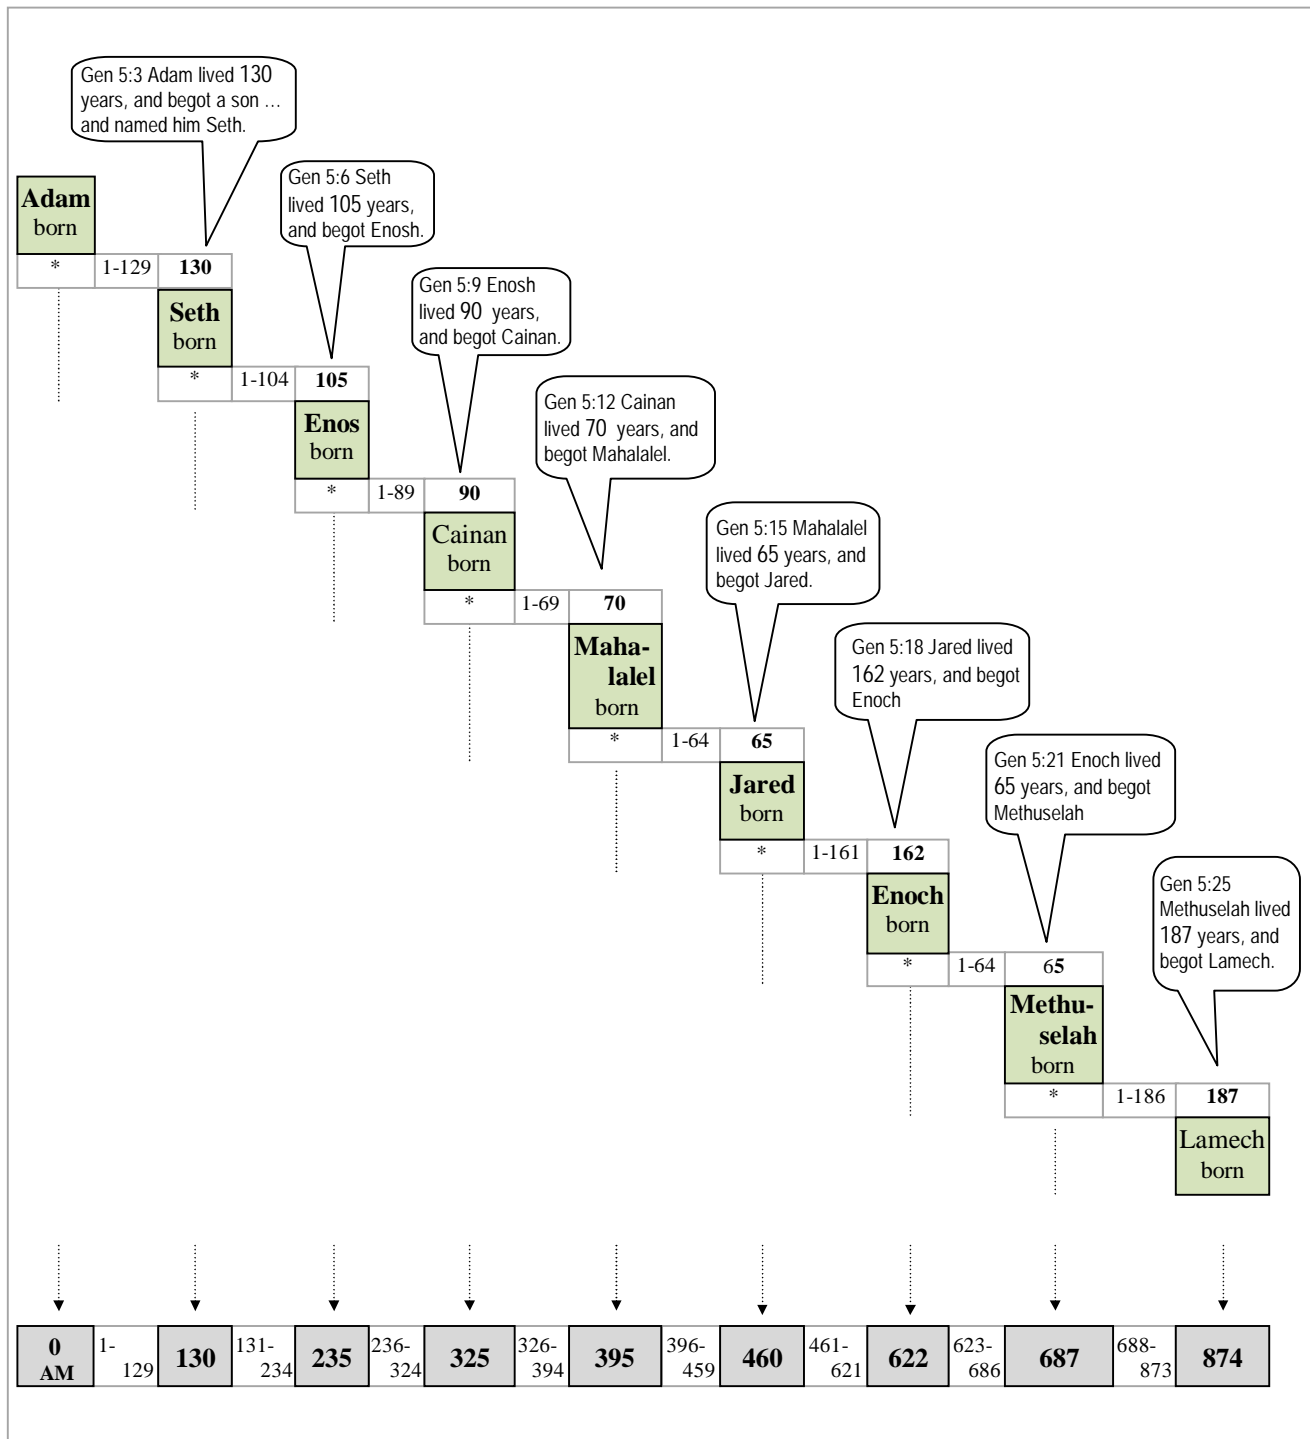 Gen 5:3 Adam lived 130
years, and begot a son …
and named him Seth.
Adam
born
* 1-129 130
Gen 5:6 Seth
lived 105 years,
and begot Enosh.
Seth
born
* 1-104 105
Gen 5:9 Enosh
lived 90 years,
and begot Cainan.
Enos
born
* 1-89 90
Gen 5:12 Cainan
lived 70 years, and
begot Mahalalel.
Cainan
born
* 1-69 70
Gen 5:15 Mahalalel
lived 65 years, and
begot Jared.
Maha-
lalel
born
* 1-64 65
Gen 5:18 Jared lived
162 years, and begot
Enoch
Jared
born
* 1-161 162
Gen 5:21 Enoch lived
65 years, and begot
Methuselah
Enoch
born
* 1-64 65
Gen 5:25
Methuselah lived
187 years, and
begot Lamech.
Methu-
selah
born
* 1-186 187
Lamech
born
0
AM
1-
129
130
131-
234
235
236-
324
325
326-
394
395
396-
459
460
461-
621
622
623-
686
687
688-
873
874